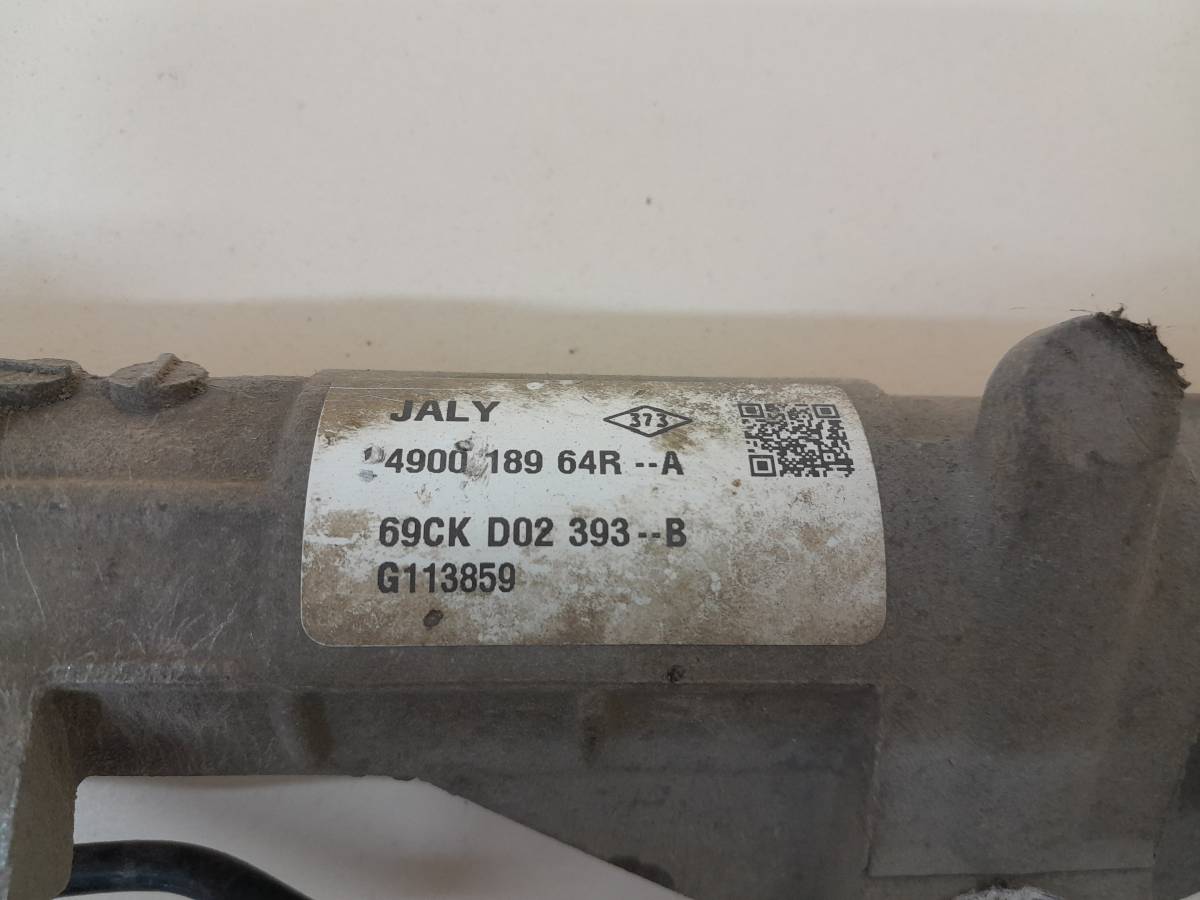 JALY 373
4900 189 64R --A
69CK D02 393--B
G113859